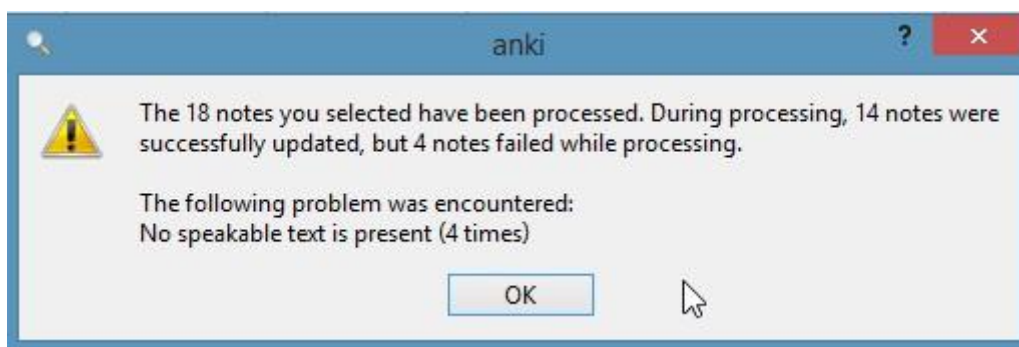 anki
?
The 18 notes you selected have been processed. During processing, 14 notes were
successfully updated, but 4 notes failed while processing.
The following problem was encountered:
No speakable text is present (4 times)
OK